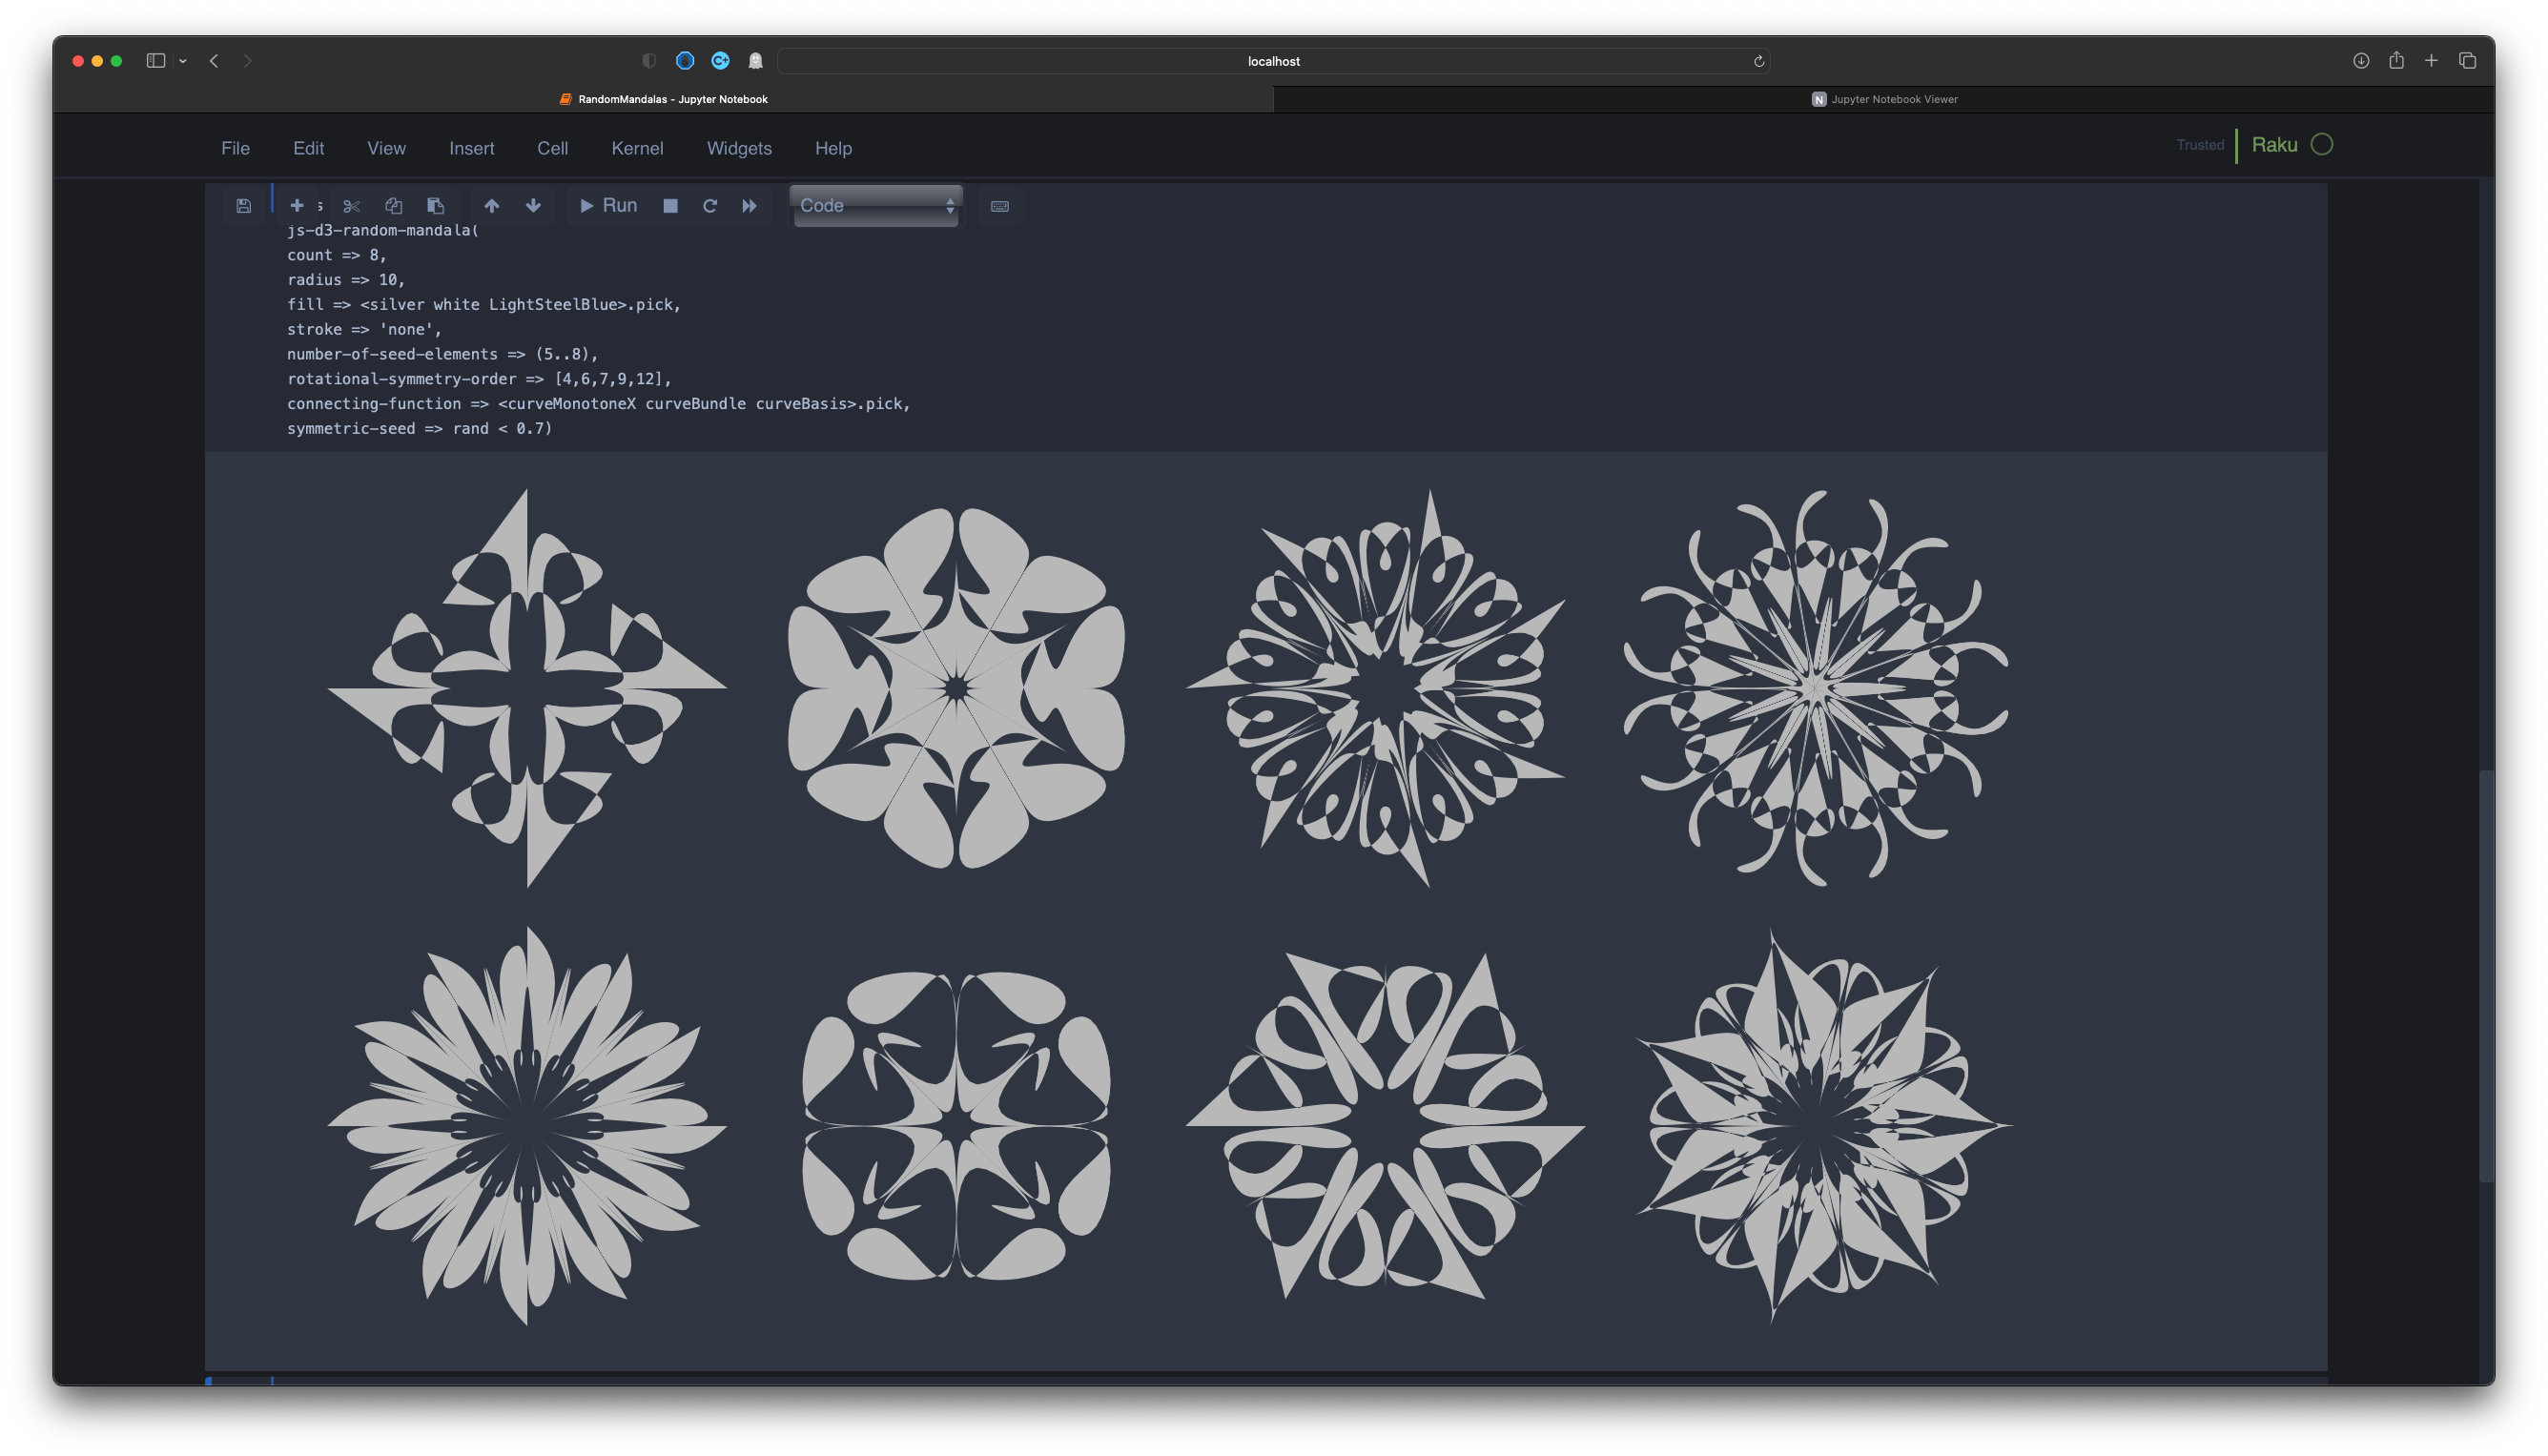 localhost
RandomMandalas - Jupyter Notebook
N Jupyter Notebook Viewer
File Edit View Insert Cell Kernel Widgets Help Trusted Raku
Run Code
js-d3-random-mandala(
count => 8,
radius => 10,
fill => <silver white LightSteelBlue>.pick,
stroke => 'none',
number-of-seed-elements => (5..8),
rotational-symmetry-order => [4,6,7,9,12],
connecting-function => <curveMonotoneX curveBundle curveBasis>.pick,
symmetric-seed => rand < 0.7)